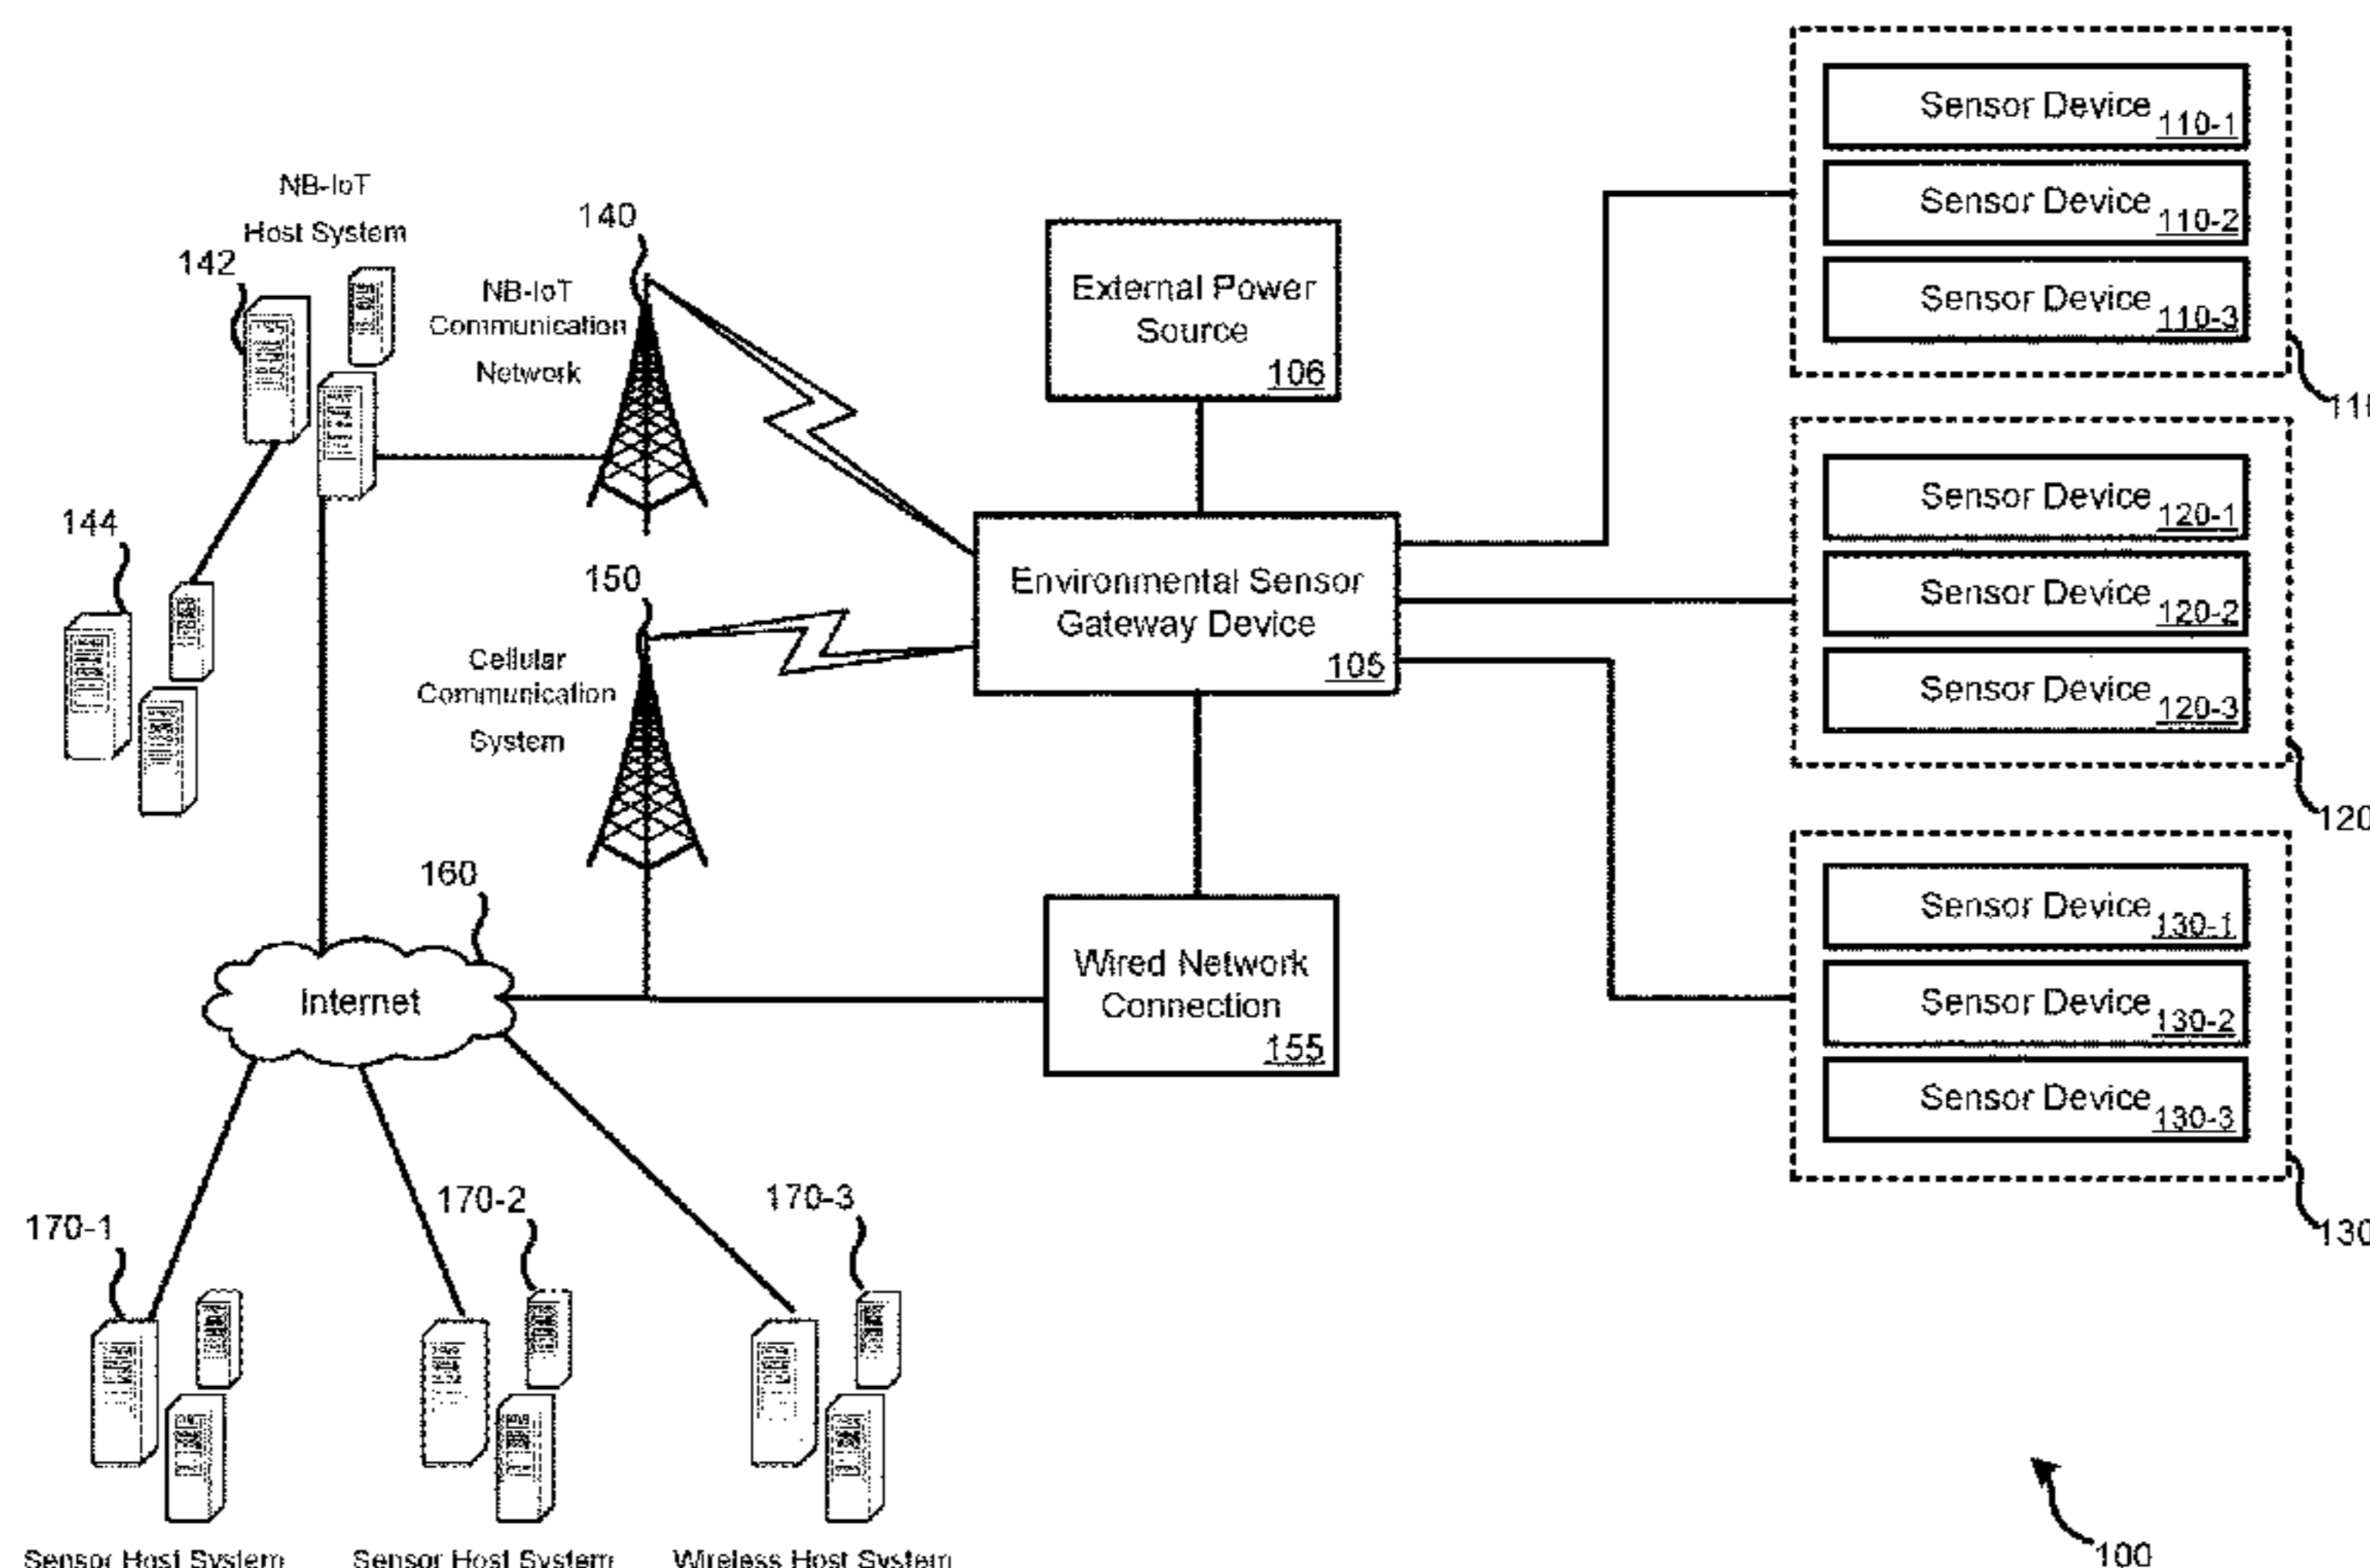 NB-IoT
Host System
142
140
NB-IoT
Communication
Network
External Power
Source
106
Sensor Device 110-1
Sensor Device 110-2
Sensor Device 110-3
144
150
Cellular
Communication
System
Environmental Sensor
Gateway Device
105
Sensor Device 120-1
Sensor Device 120-2
Sensor Device 120-3
120
160
Internet
Wired Network
Connection
155
Sensor Device 130-1
Sensor Device 130-2
Sensor Device 130-3
130
170-1
170-2
170-3
Sensor Host System
Sensor Host System
Wireless Host System
100